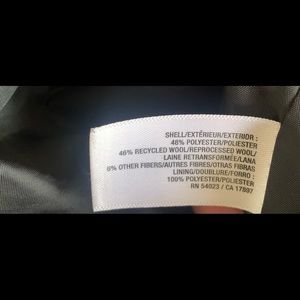 SHELL/EXTÉRIEUR/EXTERIOR :
48% POLYESTER/POLIESTER
46% RECYCLED WOOL/REPROCESSED WOOL/
LAINE RETRANSFORMÉE/LANA
6% OTHER FIBERS/AUTRES FIBRES/OTRAS FIBRAS
LINING/DOUBLURE/FORRO :
100% POLYESTER/POLIESTER
RN 54023 / CA 17897